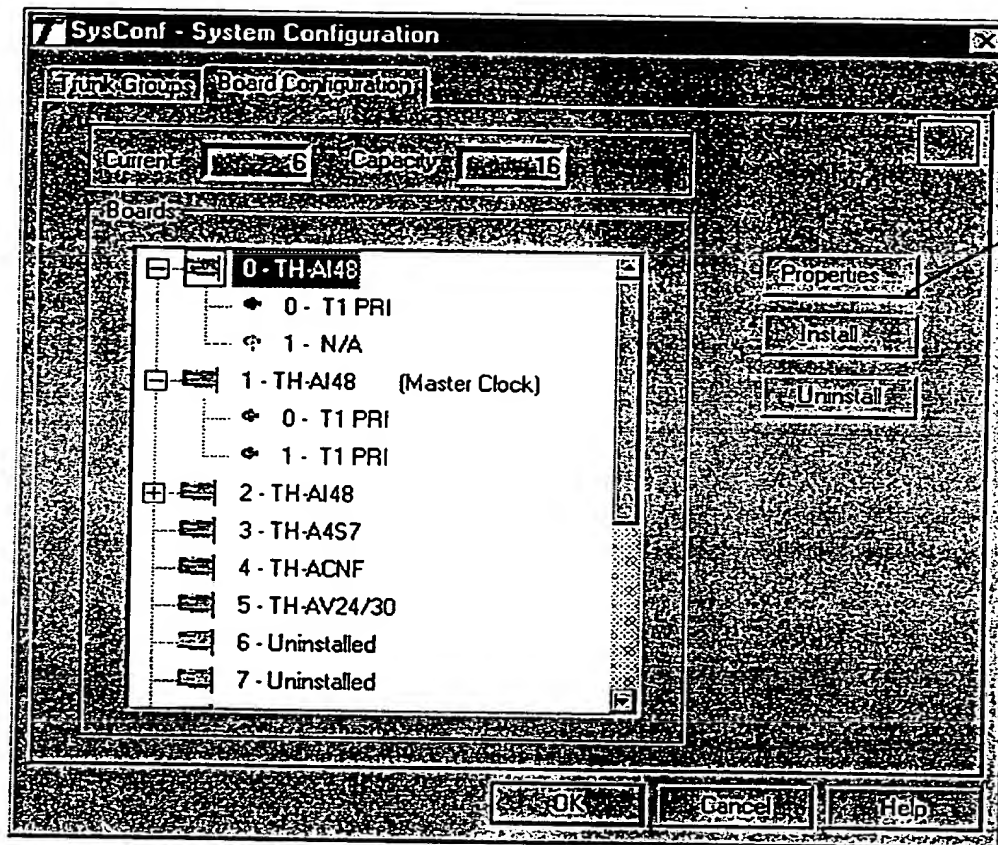 SysConf - System Configuration
Trunk Groups Board Configuration
Current 6 Capacity 16
Boards
0 - TH-AI48
0 - T1 PRI
1 - N/A
1 - TH-AI48 (Master Clock)
0 - T1 PRI
1 - T1 PRI
2 - TH-AI48
3 - TH-A4S7
4 - TH-ACNF
5 - TH-AV24/30
6 - Uninstalled
7 - Uninstalled
Properties
Install
Uninstall
OK Cancel Help